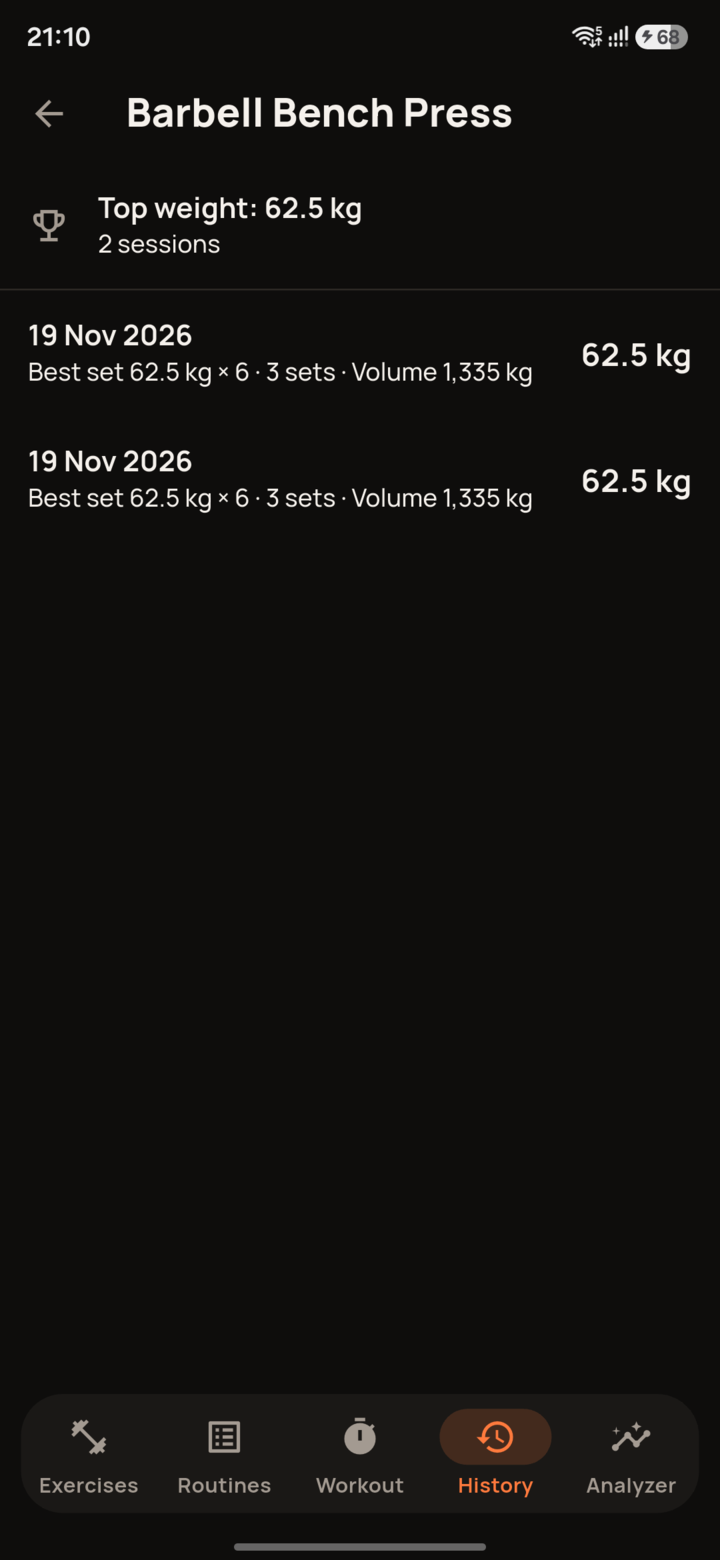 21:10
5
68
Barbell Bench Press
Top weight: 62.5 kg
2 sessions
19 Nov 2026
Best set 62.5 kg × 6 · 3 sets · Volume 1,335 kg
62.5 kg
19 Nov 2026
Best set 62.5 kg × 6 · 3 sets · Volume 1,335 kg
62.5 kg
Exercises
Routines
Workout
History
Analyzer